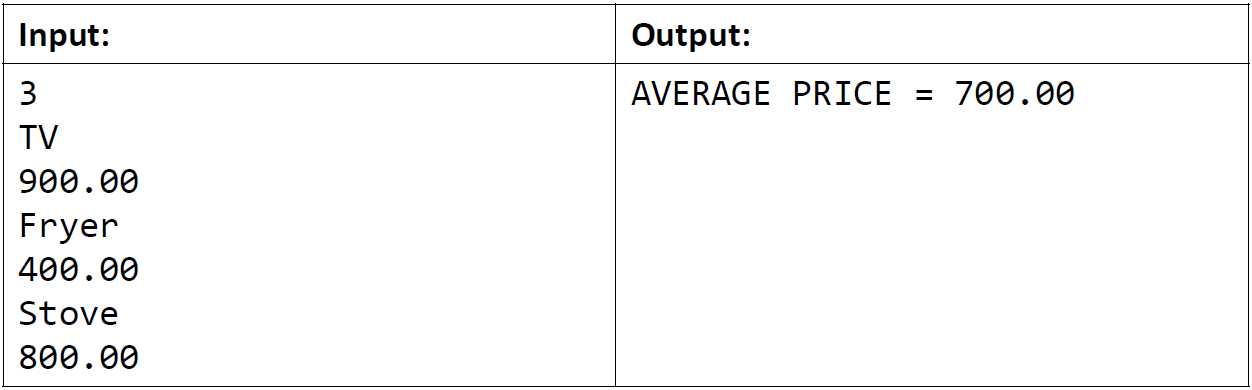 Input:
Output:
3
TV
900.00
Fryer
400.00
Stove
800.00
AVERAGE PRICE = 700.00